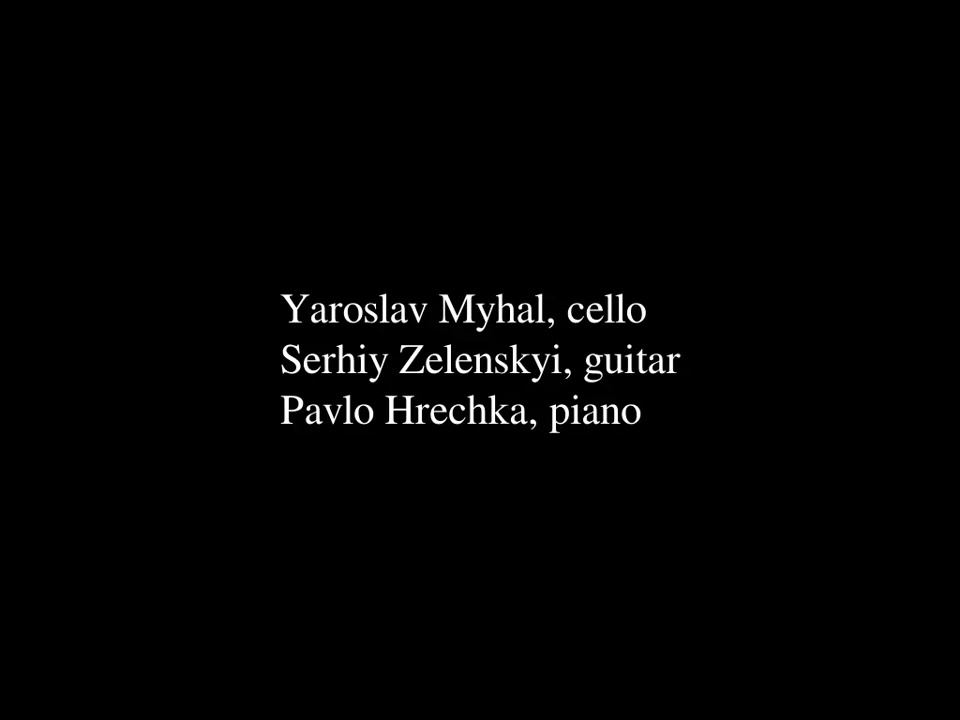 Yaroslav Myhal, cello
Serhiy Zelenskyi, guitar
Pavlo Hrechka, piano